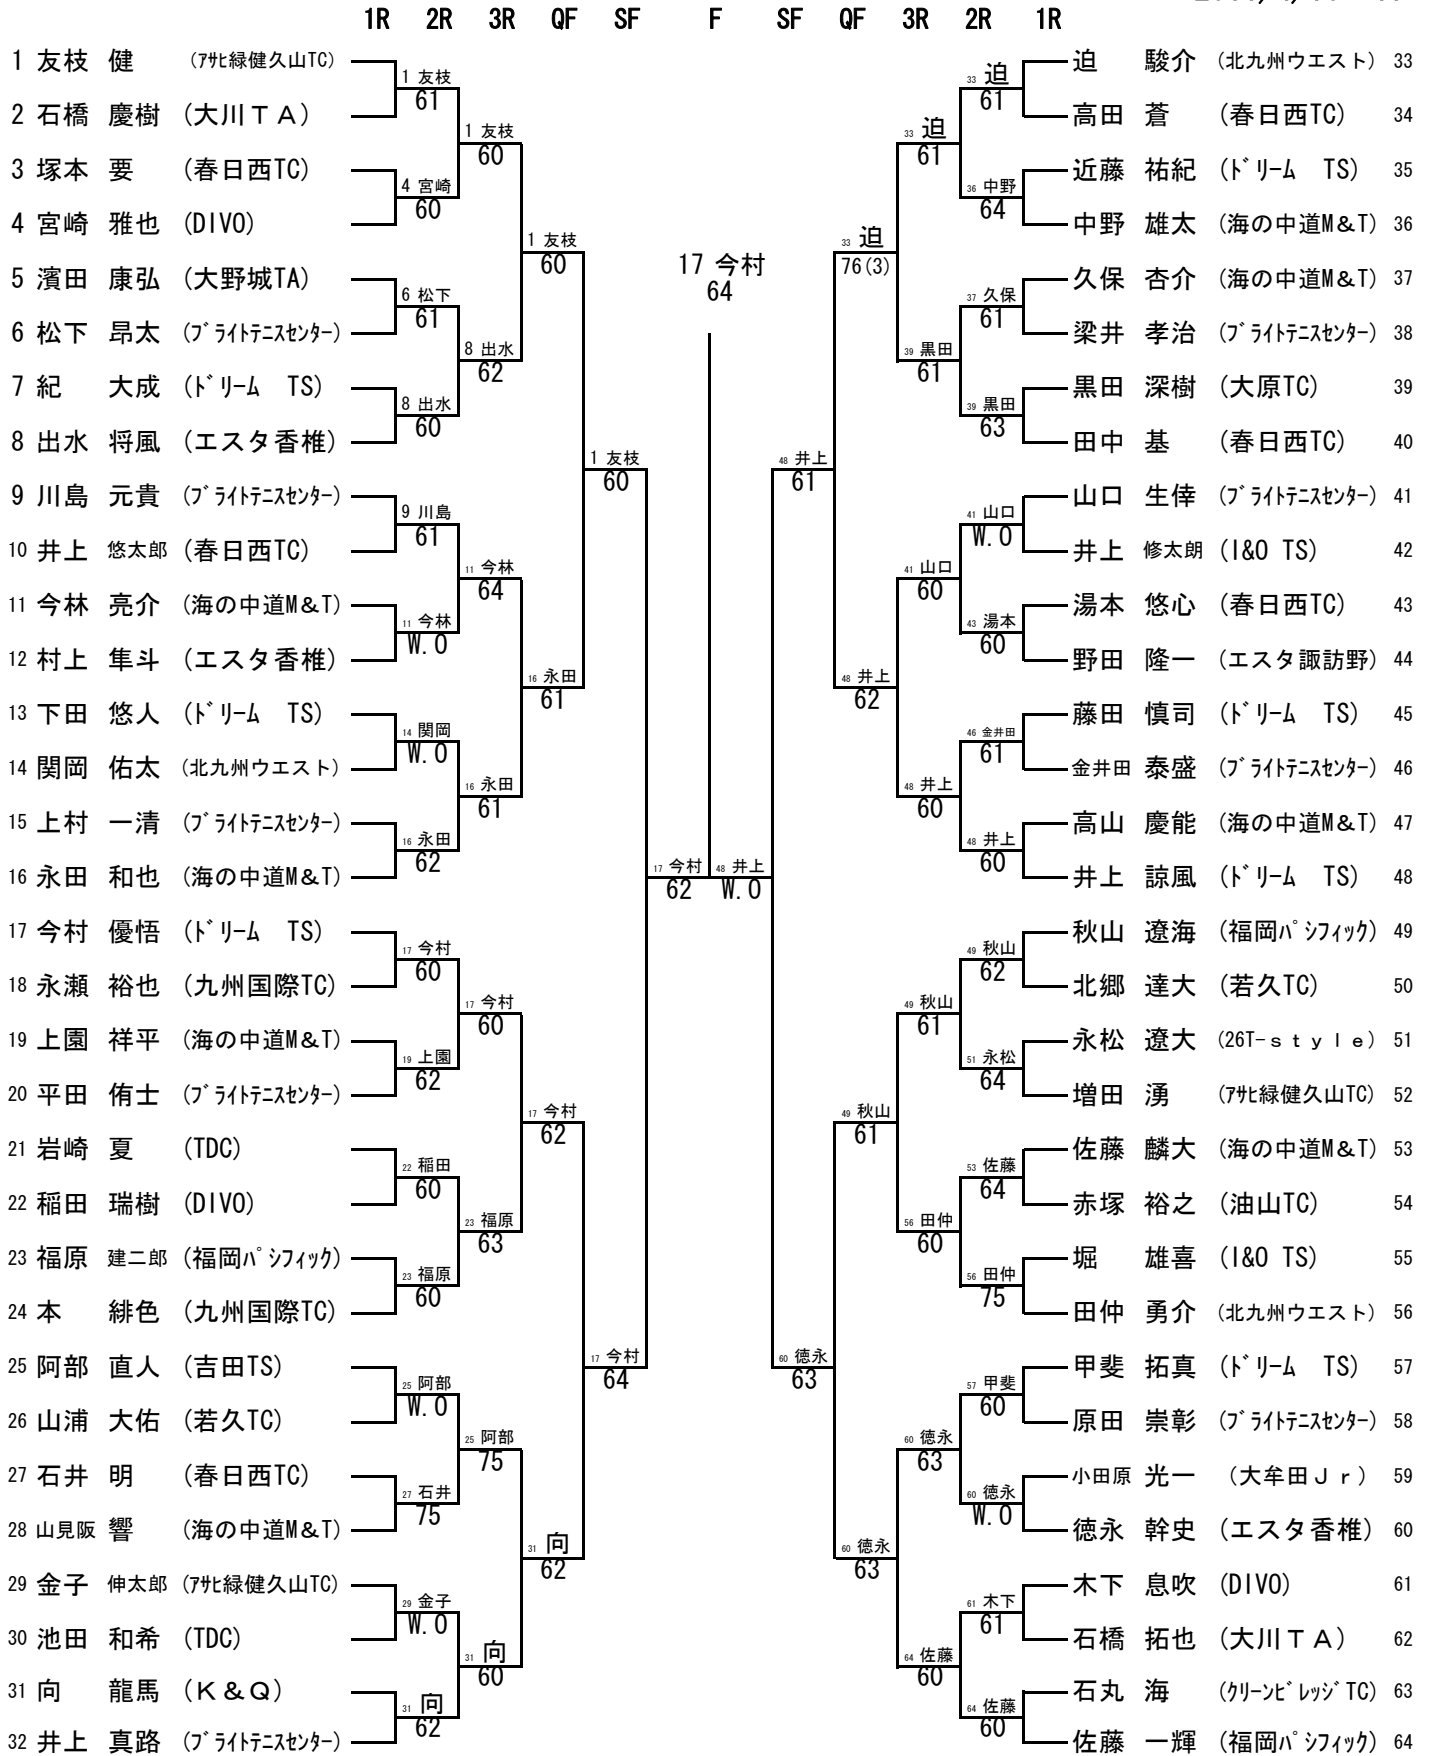 1R 2R 3R QF SF F SF QF 3R 2R 1R
1 友枝 健 (アサヒ緑健久山TC)
2 石橋 慶樹 (大川ＴＡ)
3 塚本 要 (春日西TC)
4 宮崎 雅也 (DIVO)
5 濱田 康弘 (大野城TA)
6 松下 昂太 (ブライトテニスセンター)
7 紀 大成 (ドリーム TS)
8 出水 将風 (エスタ香椎)
9 川島 元貴 (ブライトテニスセンター)
10 井上 悠太郎 (春日西TC)
11 今林 亮介 (海の中道M&T)
12 村上 隼斗 (エスタ香椎)
13 下田 悠人 (ドリーム TS)
14 関岡 佑太 (北九州ウエスト)
15 上村 一清 (ブライトテニスセンター)
16 永田 和也 (海の中道M&T)
17 今村 優悟 (ドリーム TS)
18 永瀬 裕也 (九州国際TC)
19 上園 祥平 (海の中道M&T)
20 平田 侑士 (ブライトテニスセンター)
21 岩崎 夏 (TDC)
22 稲田 瑞樹 (DIVO)
23 福原 建二郎 (福岡パシフィック)
24 本 緋色 (九州国際TC)
25 阿部 直人 (吉田TS)
26 山浦 大佑 (若久TC)
27 石井 明 (春日西TC)
28 山見阪 響 (海の中道M&T)
29 金子 伸太郎 (アサヒ緑健久山TC)
30 池田 和希 (TDC)
31 向 龍馬 (Ｋ＆Ｑ)
32 井上 真路 (ブライトテニスセンター)
1 友枝
61
4 宮崎
60
6 松下
61
8 出水
60
9 川島
61
11 今林
W.O
14 関岡
W.O
16 永田
62
17 今村
60
19 上園
62
22 稲田
60
23 福原
60
25 阿部
W.O
27 石井
75
29 金子
W.O
31 向
62
1 友枝
60
8 出水
62
11 今林
64
16 永田
61
17 今村
60
23 福原
63
25 阿部
75
31 向
60
1 友枝
60
16 永田
61
17 今村
62
31 向
62
1 友枝
60
17 今村
64
17 今村
62
17 今村
64
48 井上
W.O
48 井上
61
60 徳永
63
33 迫
76(3)
48 井上
62
49 秋山
61
60 徳永
63
33 迫
61
39 黒田
61
41 山口
60
48 井上
60
49 秋山
61
56 田仲
60
60 徳永
63
64 佐藤
60
33 迫
61
36 中野
64
37 久保
61
39 黒田
63
41 山口
W.O
43 湯本
60
46 金井田
61
48 井上
60
49 秋山
62
51 永松
64
53 佐藤
64
56 田仲
75
57 甲斐
60
60 徳永
W.O
61 木下
61
64 佐藤
60
迫 駿介 (北九州ウエスト) 33
高田 蒼 (春日西TC) 34
近藤 祐紀 (ドリーム TS) 35
中野 雄太 (海の中道M&T) 36
久保 杏介 (海の中道M&T) 37
梁井 孝治 (ブライトテニスセンター) 38
黒田 深樹 (大原TC) 39
田中 基 (春日西TC) 40
山口 生倖 (ブライトテニスセンター) 41
井上 修太朗 (I&O TS) 42
湯本 悠心 (春日西TC) 43
野田 隆一 (エスタ諏訪野) 44
藤田 慎司 (ドリーム TS) 45
金井田 泰盛 (ブライトテニスセンター) 46
高山 慶能 (海の中道M&T) 47
井上 諒風 (ドリーム TS) 48
秋山 遼海 (福岡パシフィック) 49
北郷 達大 (若久TC) 50
永松 遼大 (26T-ｓｔｙｌｅ) 51
増田 湧 (アサヒ緑健久山TC) 52
佐藤 麟大 (海の中道M&T) 53
赤塚 裕之 (油山TC) 54
堀 雄喜 (I&O TS) 55
田仲 勇介 (北九州ウエスト) 56
甲斐 拓真 (ドリーム TS) 57
原田 崇彰 (ブライトテニスセンター) 58
小田原 光一 (大牟田Ｊｒ) 59
徳永 幹史 (エスタ香椎) 60
木下 息吹 (DIVO) 61
石橋 拓也 (大川ＴＡ) 62
石丸 海 (クリーンビレッジTC) 63
佐藤 一輝 (福岡パシフィック) 64